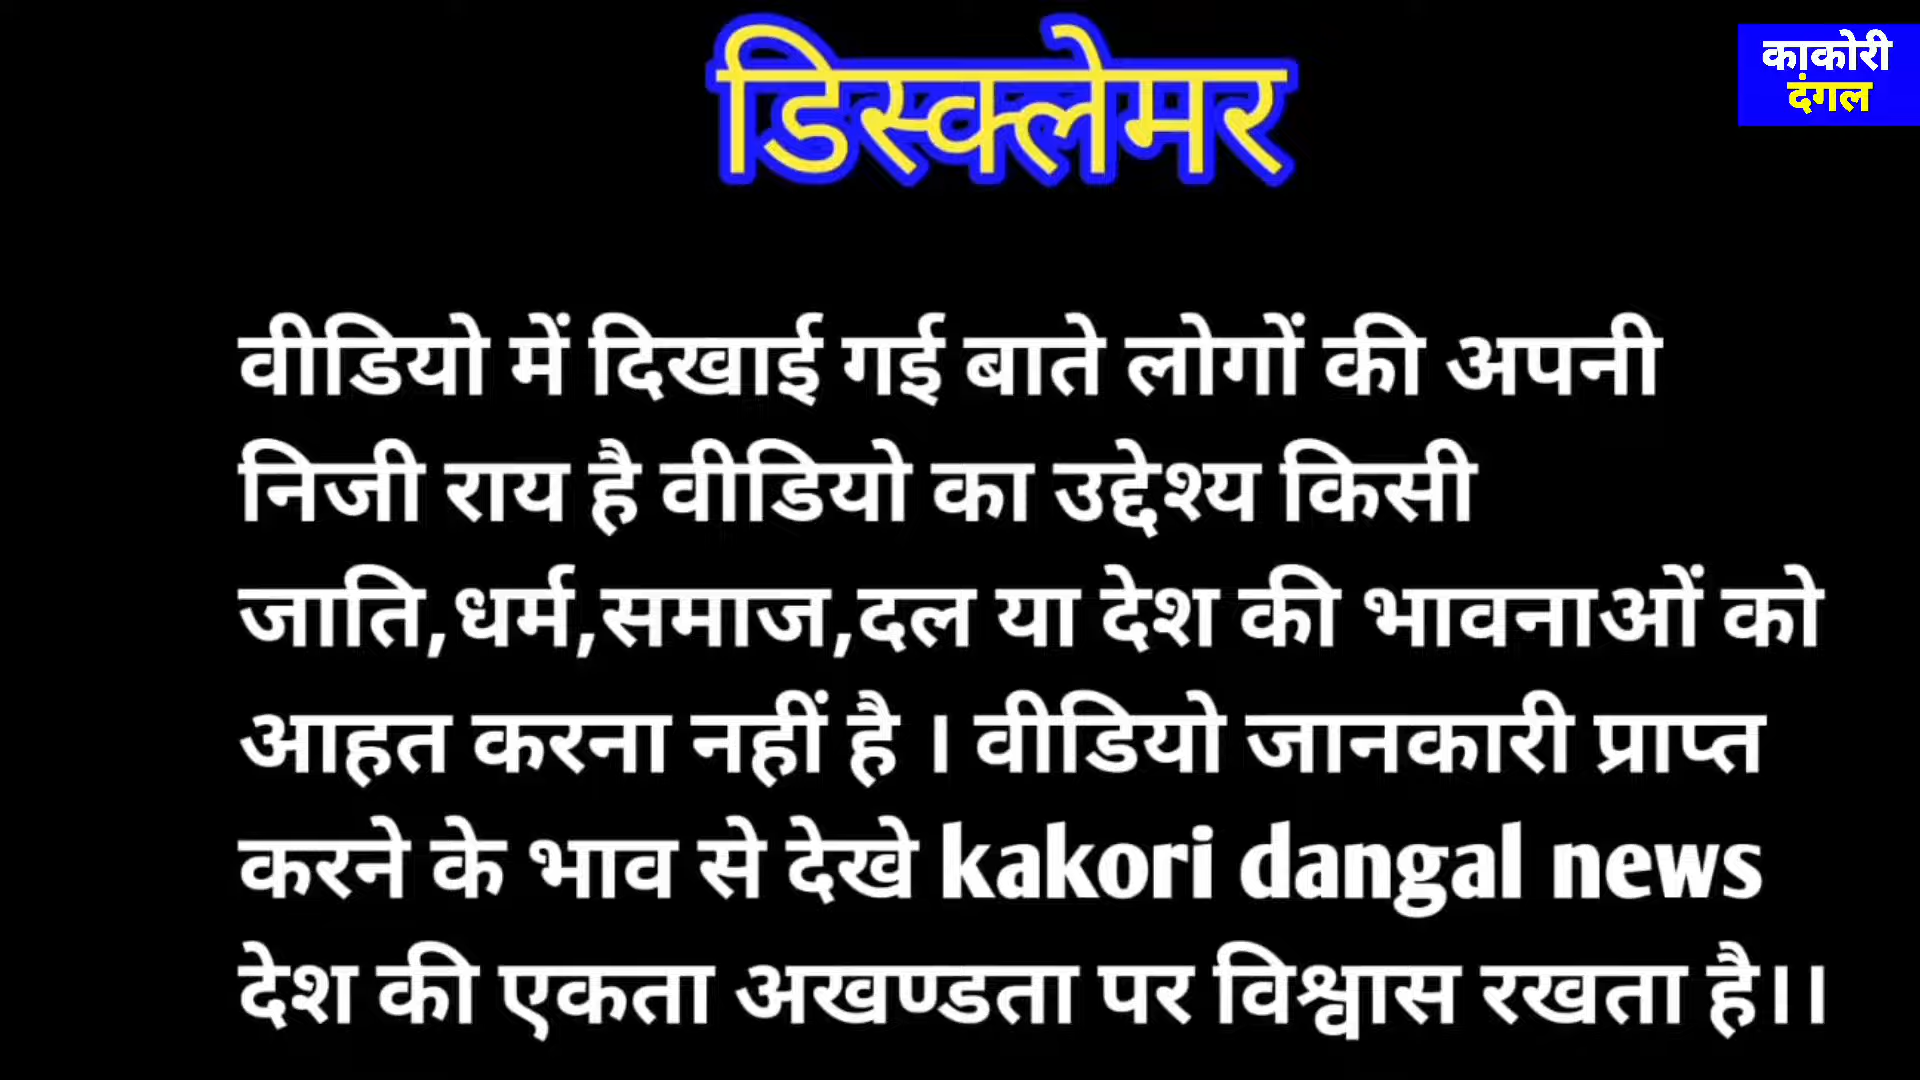 डिस्क्लेमर
काकोरी
दंगल
वीडियो में दिखाई गई बाते लोगों की अपनी
निजी राय है वीडियो का उद्देश्य किसी
जाति,धर्म,समाज,दल या देश की भावनाओं को
आहत करना नहीं है । वीडियो जानकारी प्राप्त
करने के भाव से देखे kakori dangal news
देश की एकता अखण्डता पर विश्वास रखता है।।